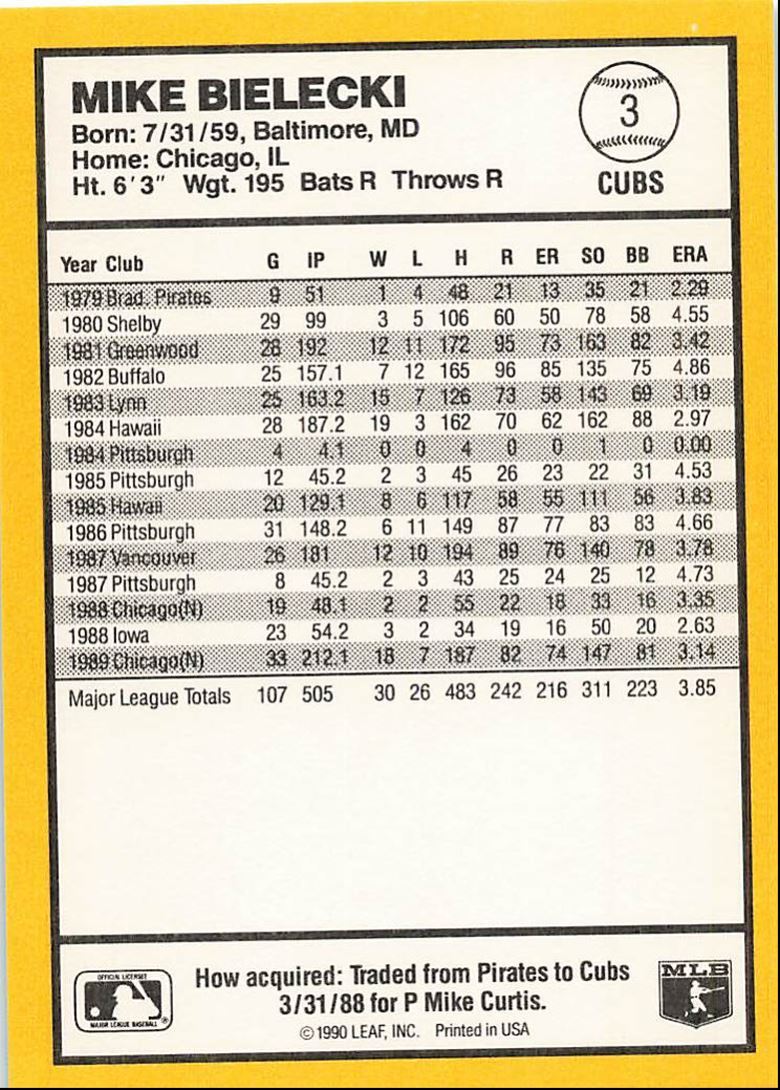 MIKE BIELECKI
Born: 7/31/59, Baltimore, MD
Home: Chicago, IL
Ht. 6'3" Wgt. 195 Bats R Throws R
3
CUBS
Year Club G IP W L H R ER SO BB ERA
1979 Brad. Pirates 9 51 1 4 48 21 13 35 21 2.29
1980 Shelby 29 99 3 5 106 60 50 78 58 4.55
1981 Greenwood 28 192 12 11 172 95 73 163 82 3.42
1982 Buffalo 25 157.1 7 12 165 96 85 135 75 4.86
1983 Lynn 25 163.2 15 7 126 73 58 143 69 3.19
1984 Hawaii 28 187.2 19 3 162 70 62 162 88 2.97
1984 Pittsburgh 4 4.1 0 0 4 0 0 1 0 0.00
1985 Pittsburgh 12 45.2 2 3 45 26 23 22 31 4.53
1985 Hawaii 20 129.1 8 6 117 58 55 111 56 3.83
1986 Pittsburgh 31 148.2 6 11 149 87 77 83 83 4.66
1987 Vancouver 26 181 12 10 194 89 76 140 78 3.78
1987 Pittsburgh 8 45.2 2 3 43 25 24 25 12 4.73
1988 Chicago(N) 19 48.1 2 2 55 22 18 33 16 3.35
1988 Iowa 23 54.2 3 2 34 19 16 50 20 2.63
1989 Chicago(N) 33 212.1 18 7 187 82 74 147 81 3.14
Major League Totals 107 505 30 26 483 242 216 311 223 3.85
OFFICIAL LICENSEE
MAJOR LEAGUE BASEBALL ®
How acquired: Traded from Pirates to Cubs
3/31/88 for P Mike Curtis.
© 1990 LEAF, INC. Printed in USA
MLB